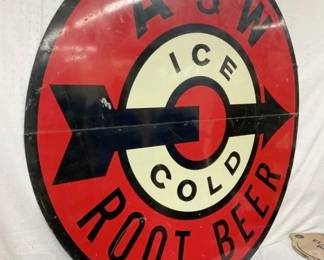 A & W
ICE
COLD
ROOT BEER